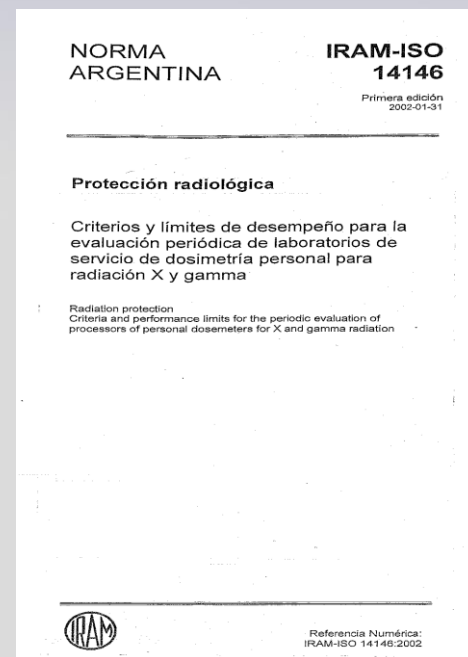 NORMA
ARGENTINA
IRAM-ISO
14146
Primera edición
2002-01-31
Protección radiológica
Criterios y límites de desempeño para la
evaluación periódica de laboratorios de
servicio de dosimetría personal para
radiación X y gamma
Radiation protection
Criteria and performance limits for the periodic evaluation of
processors of personal dosemeters for X and gamma radiation
IRAM
Referencia Numérica:
IRAM-ISO 14146:2002